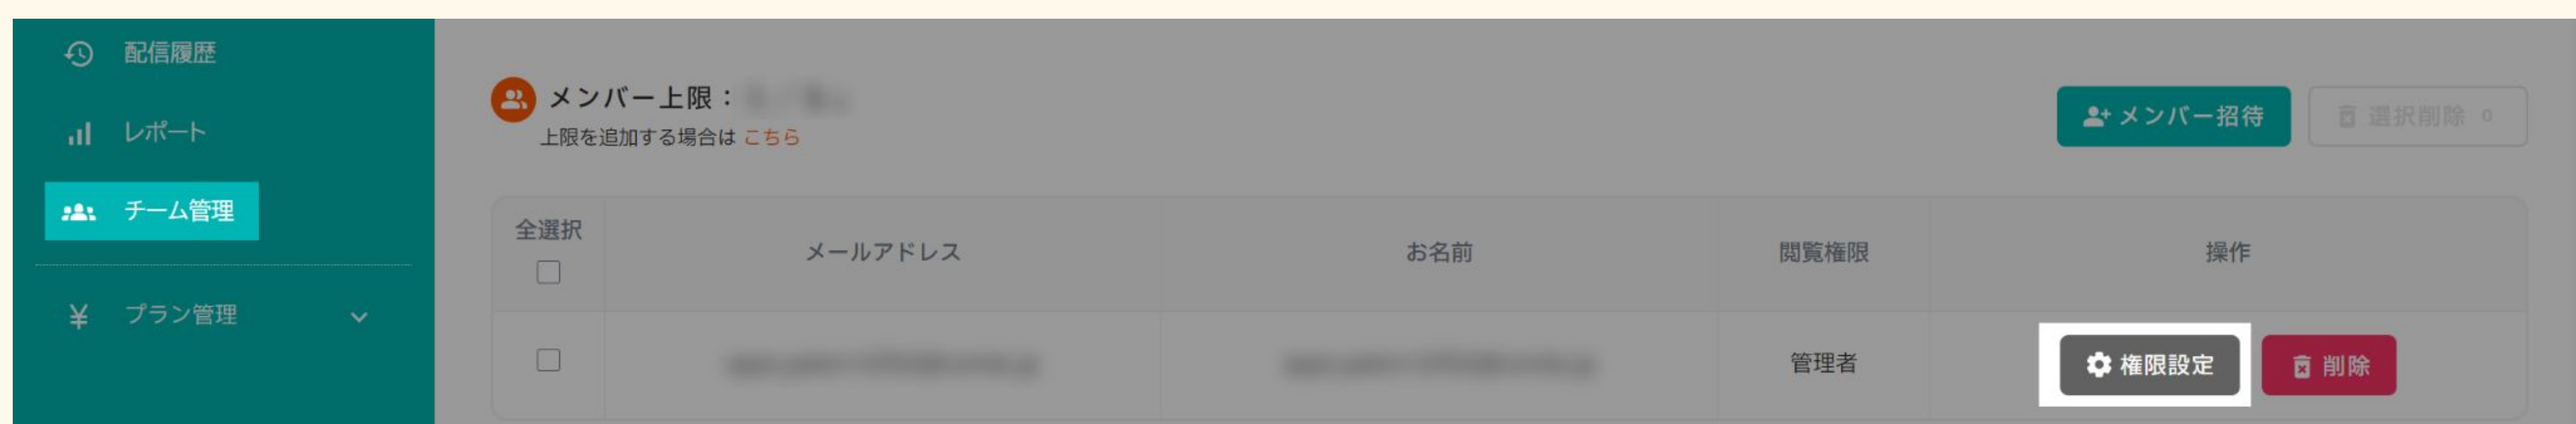 配信履歴
レポート
チーム管理
¥ プラン管理
メンバー上限：
上限を追加する場合は こちら
メンバー招待
選択削除 0
全選択
メールアドレス
お名前
閲覧権限
操作
管理者
権限設定
削除